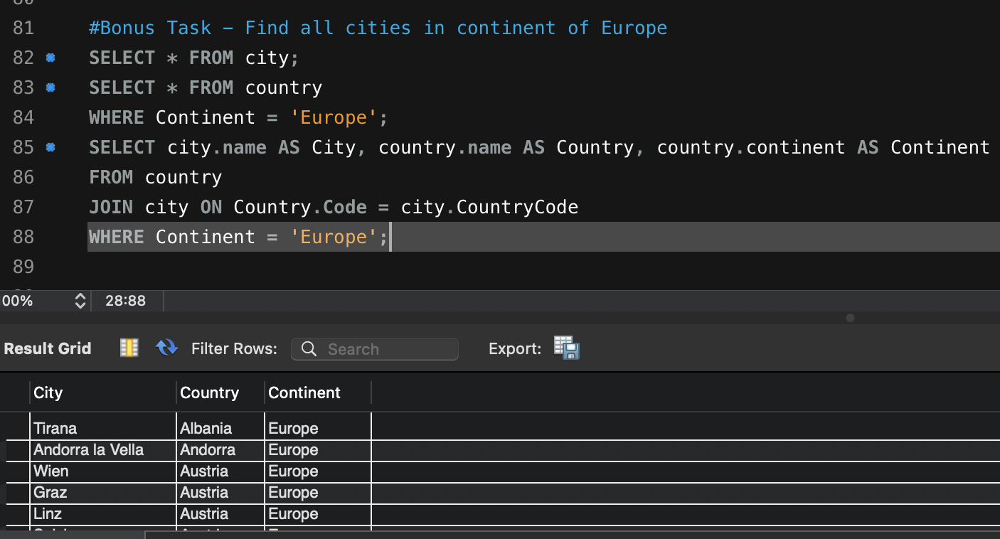 81 #Bonus Task – Find all cities in continent of Europe
82 SELECT * FROM city;
83 SELECT * FROM country
84 WHERE Continent = 'Europe';
85 SELECT city.name AS City, country.name AS Country, country.continent AS Continent
86 FROM country
87 JOIN city ON Country.Code = city.CountryCode
88 WHERE Continent = 'Europe';
89
00% 28:88
Result Grid Filter Rows: Search Export:
City Country Continent
Tirana Albania Europe
Andorra la Vella Andorra Europe
Wien Austria Europe
Graz Austria Europe
Linz Austria Europe